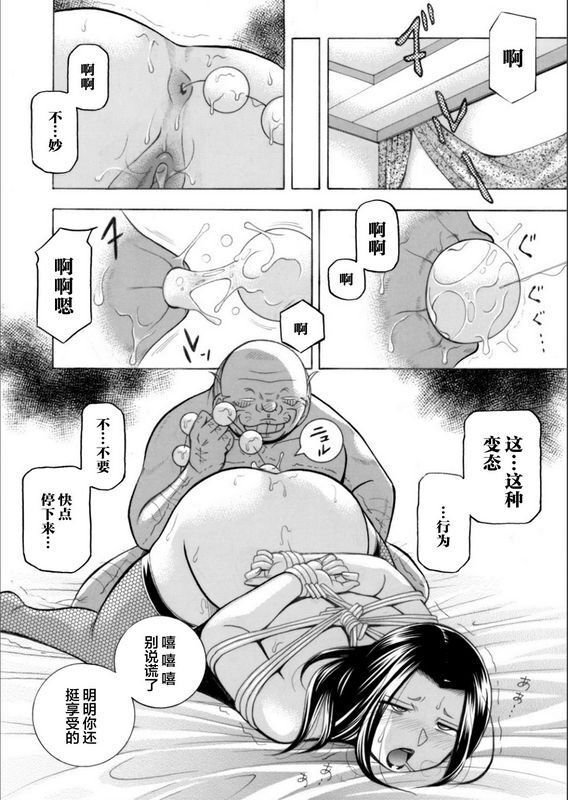 啊
啊啊
不…妙
啊啊
啊
ぐぐ
啊啊嗯
啊
这…这种
变态
…行为
ニュル
不…不要
快点
停下来…
嘻嘻嘻
别说谎了
明明你还
挺享受的